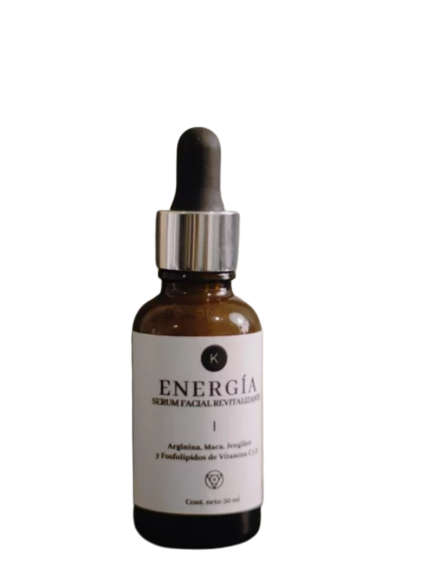 K
ENERGÍA
SERUM FACIAL REVITALIZANTE
Arginina, Maca, Jengibre
y Fosfolípidos de Vitamina C y E
Cont. neto 30 ml